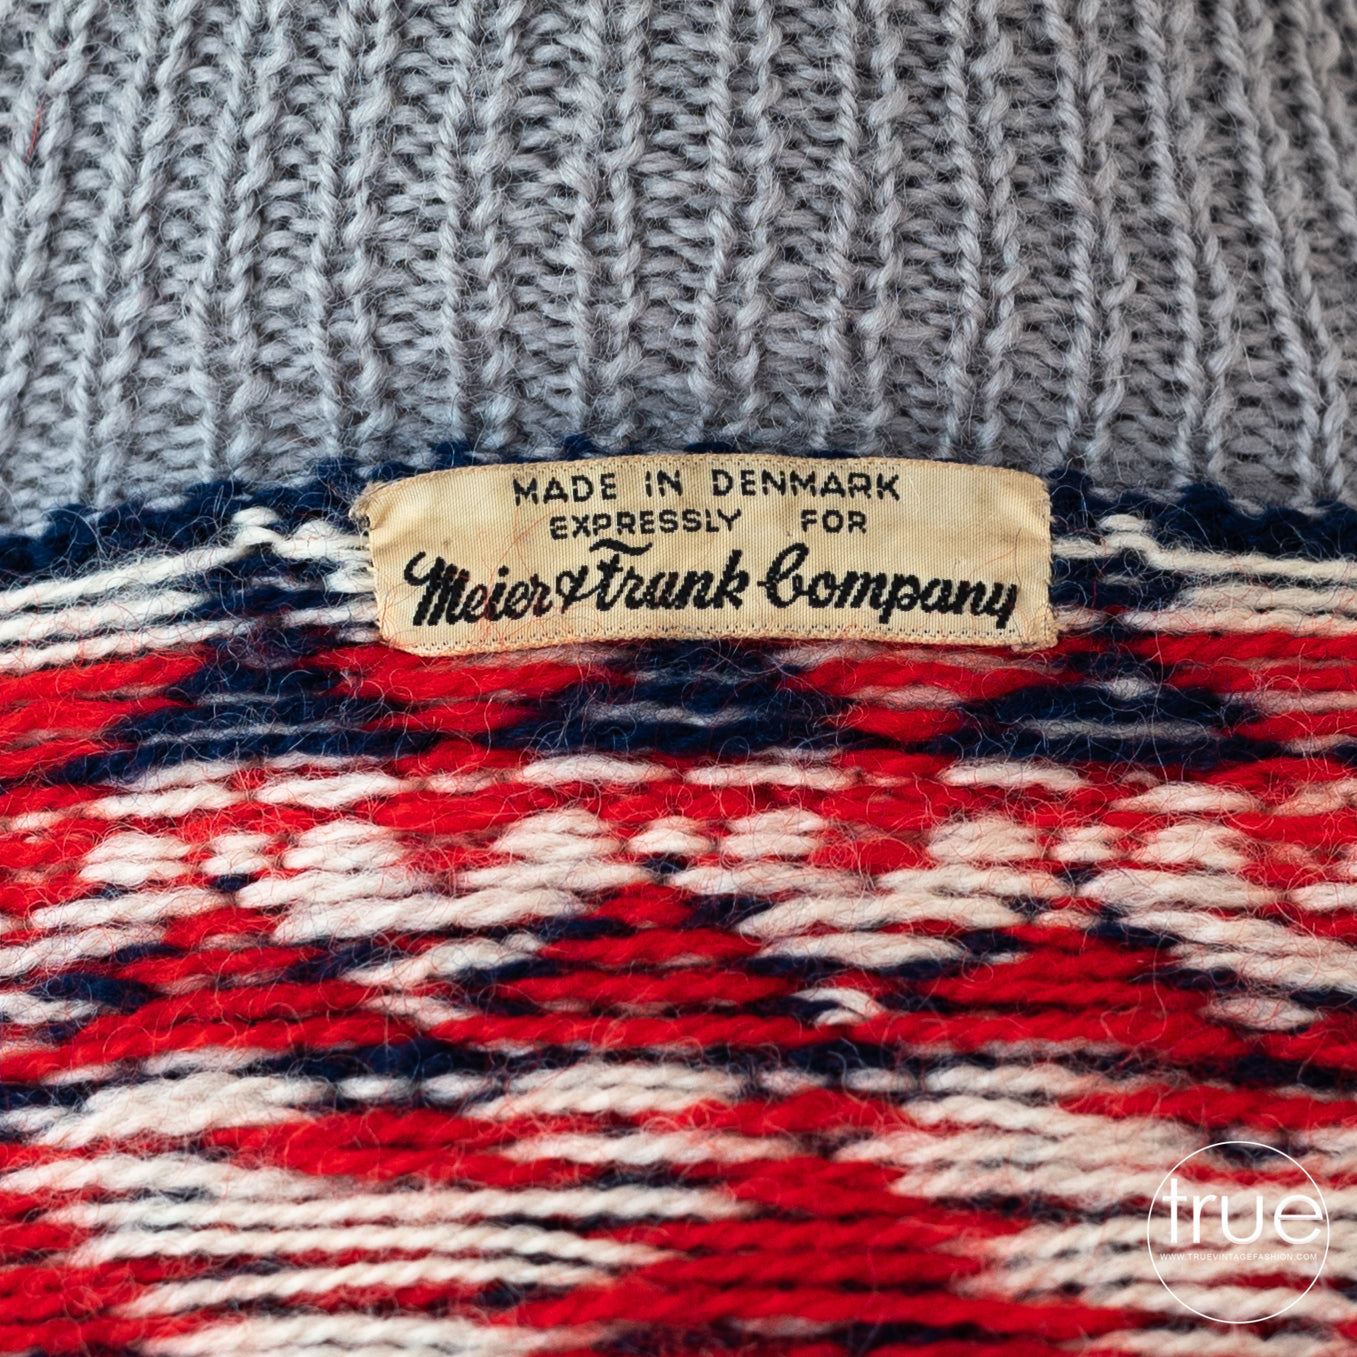 MADE IN DENMARK
EXPRESSLY FOR
Meier & Frank Company
true
WWW.TRUEVINTAGEFASHION.COM